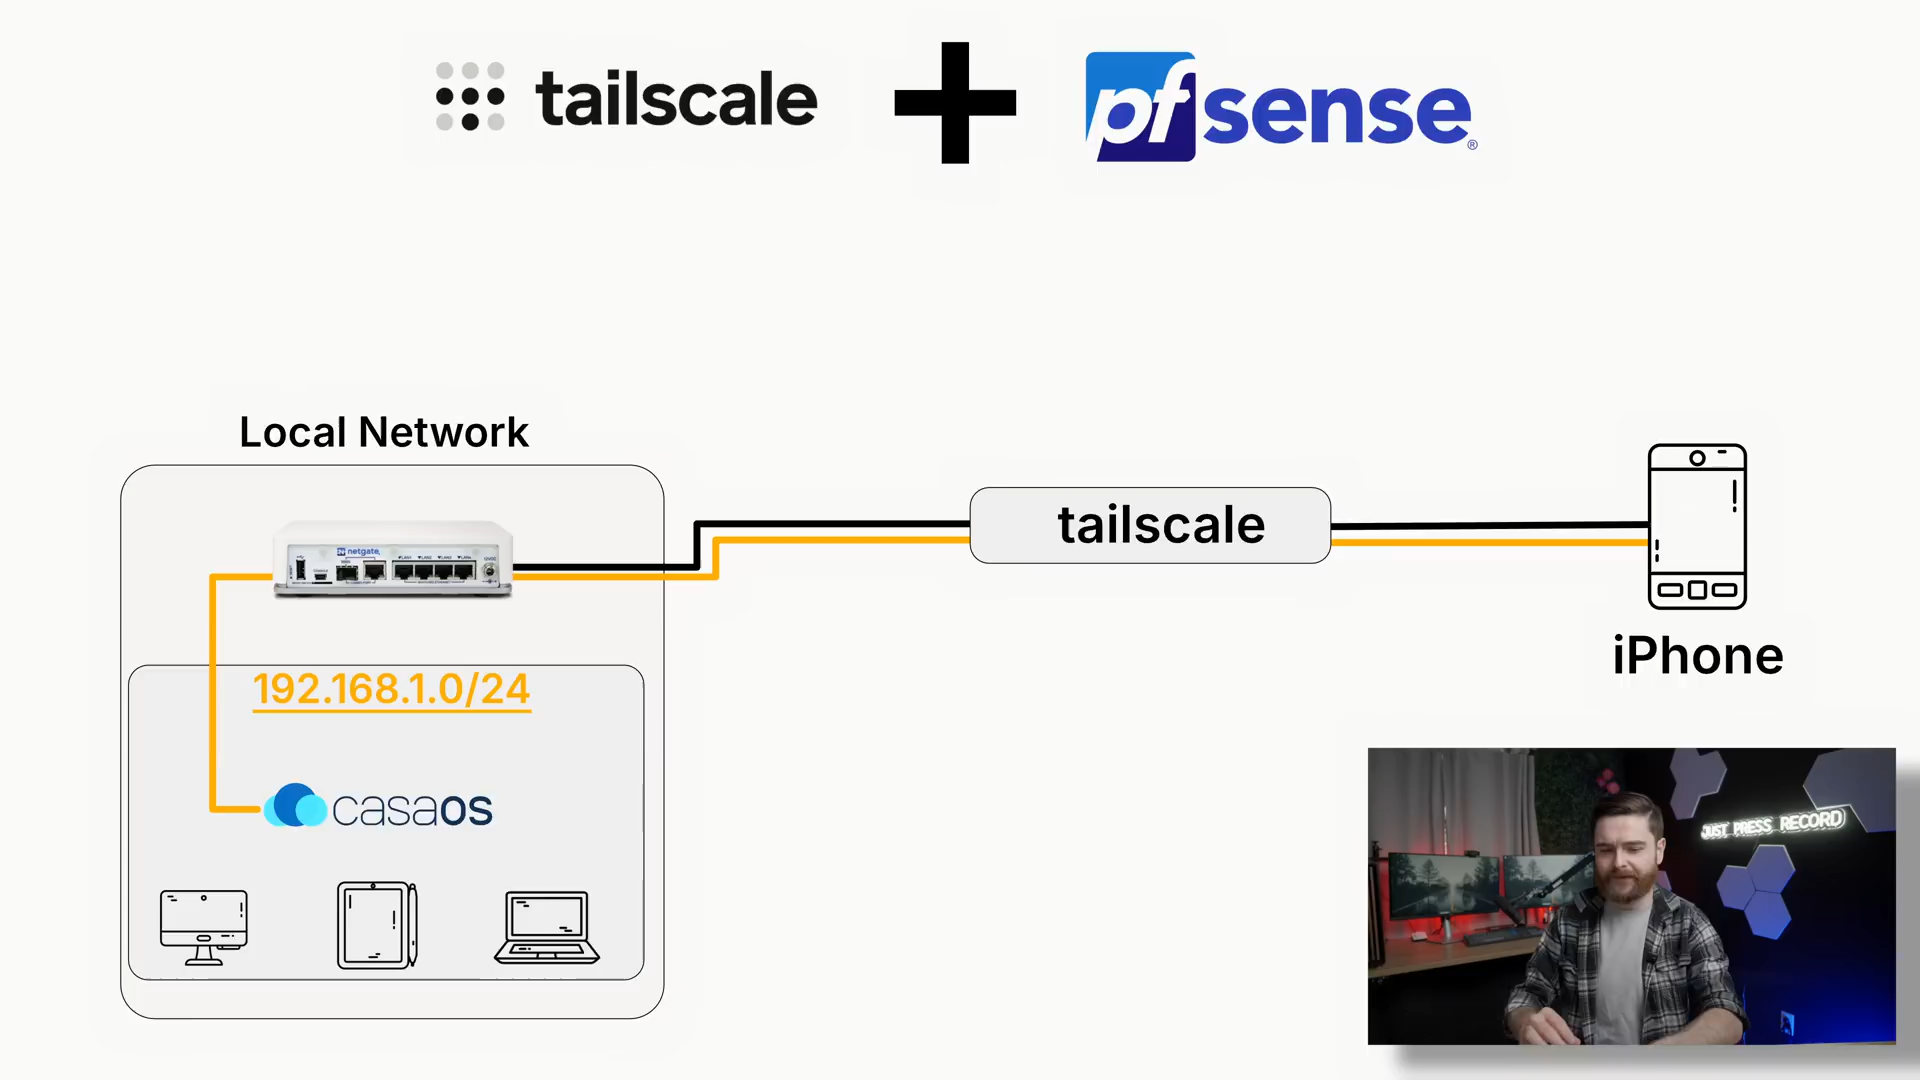 tailscale
pfsense®
Local Network
netgate
tailscale
192.168.1.0/24
iPhone
casaOS
JUST PRESS RECORD